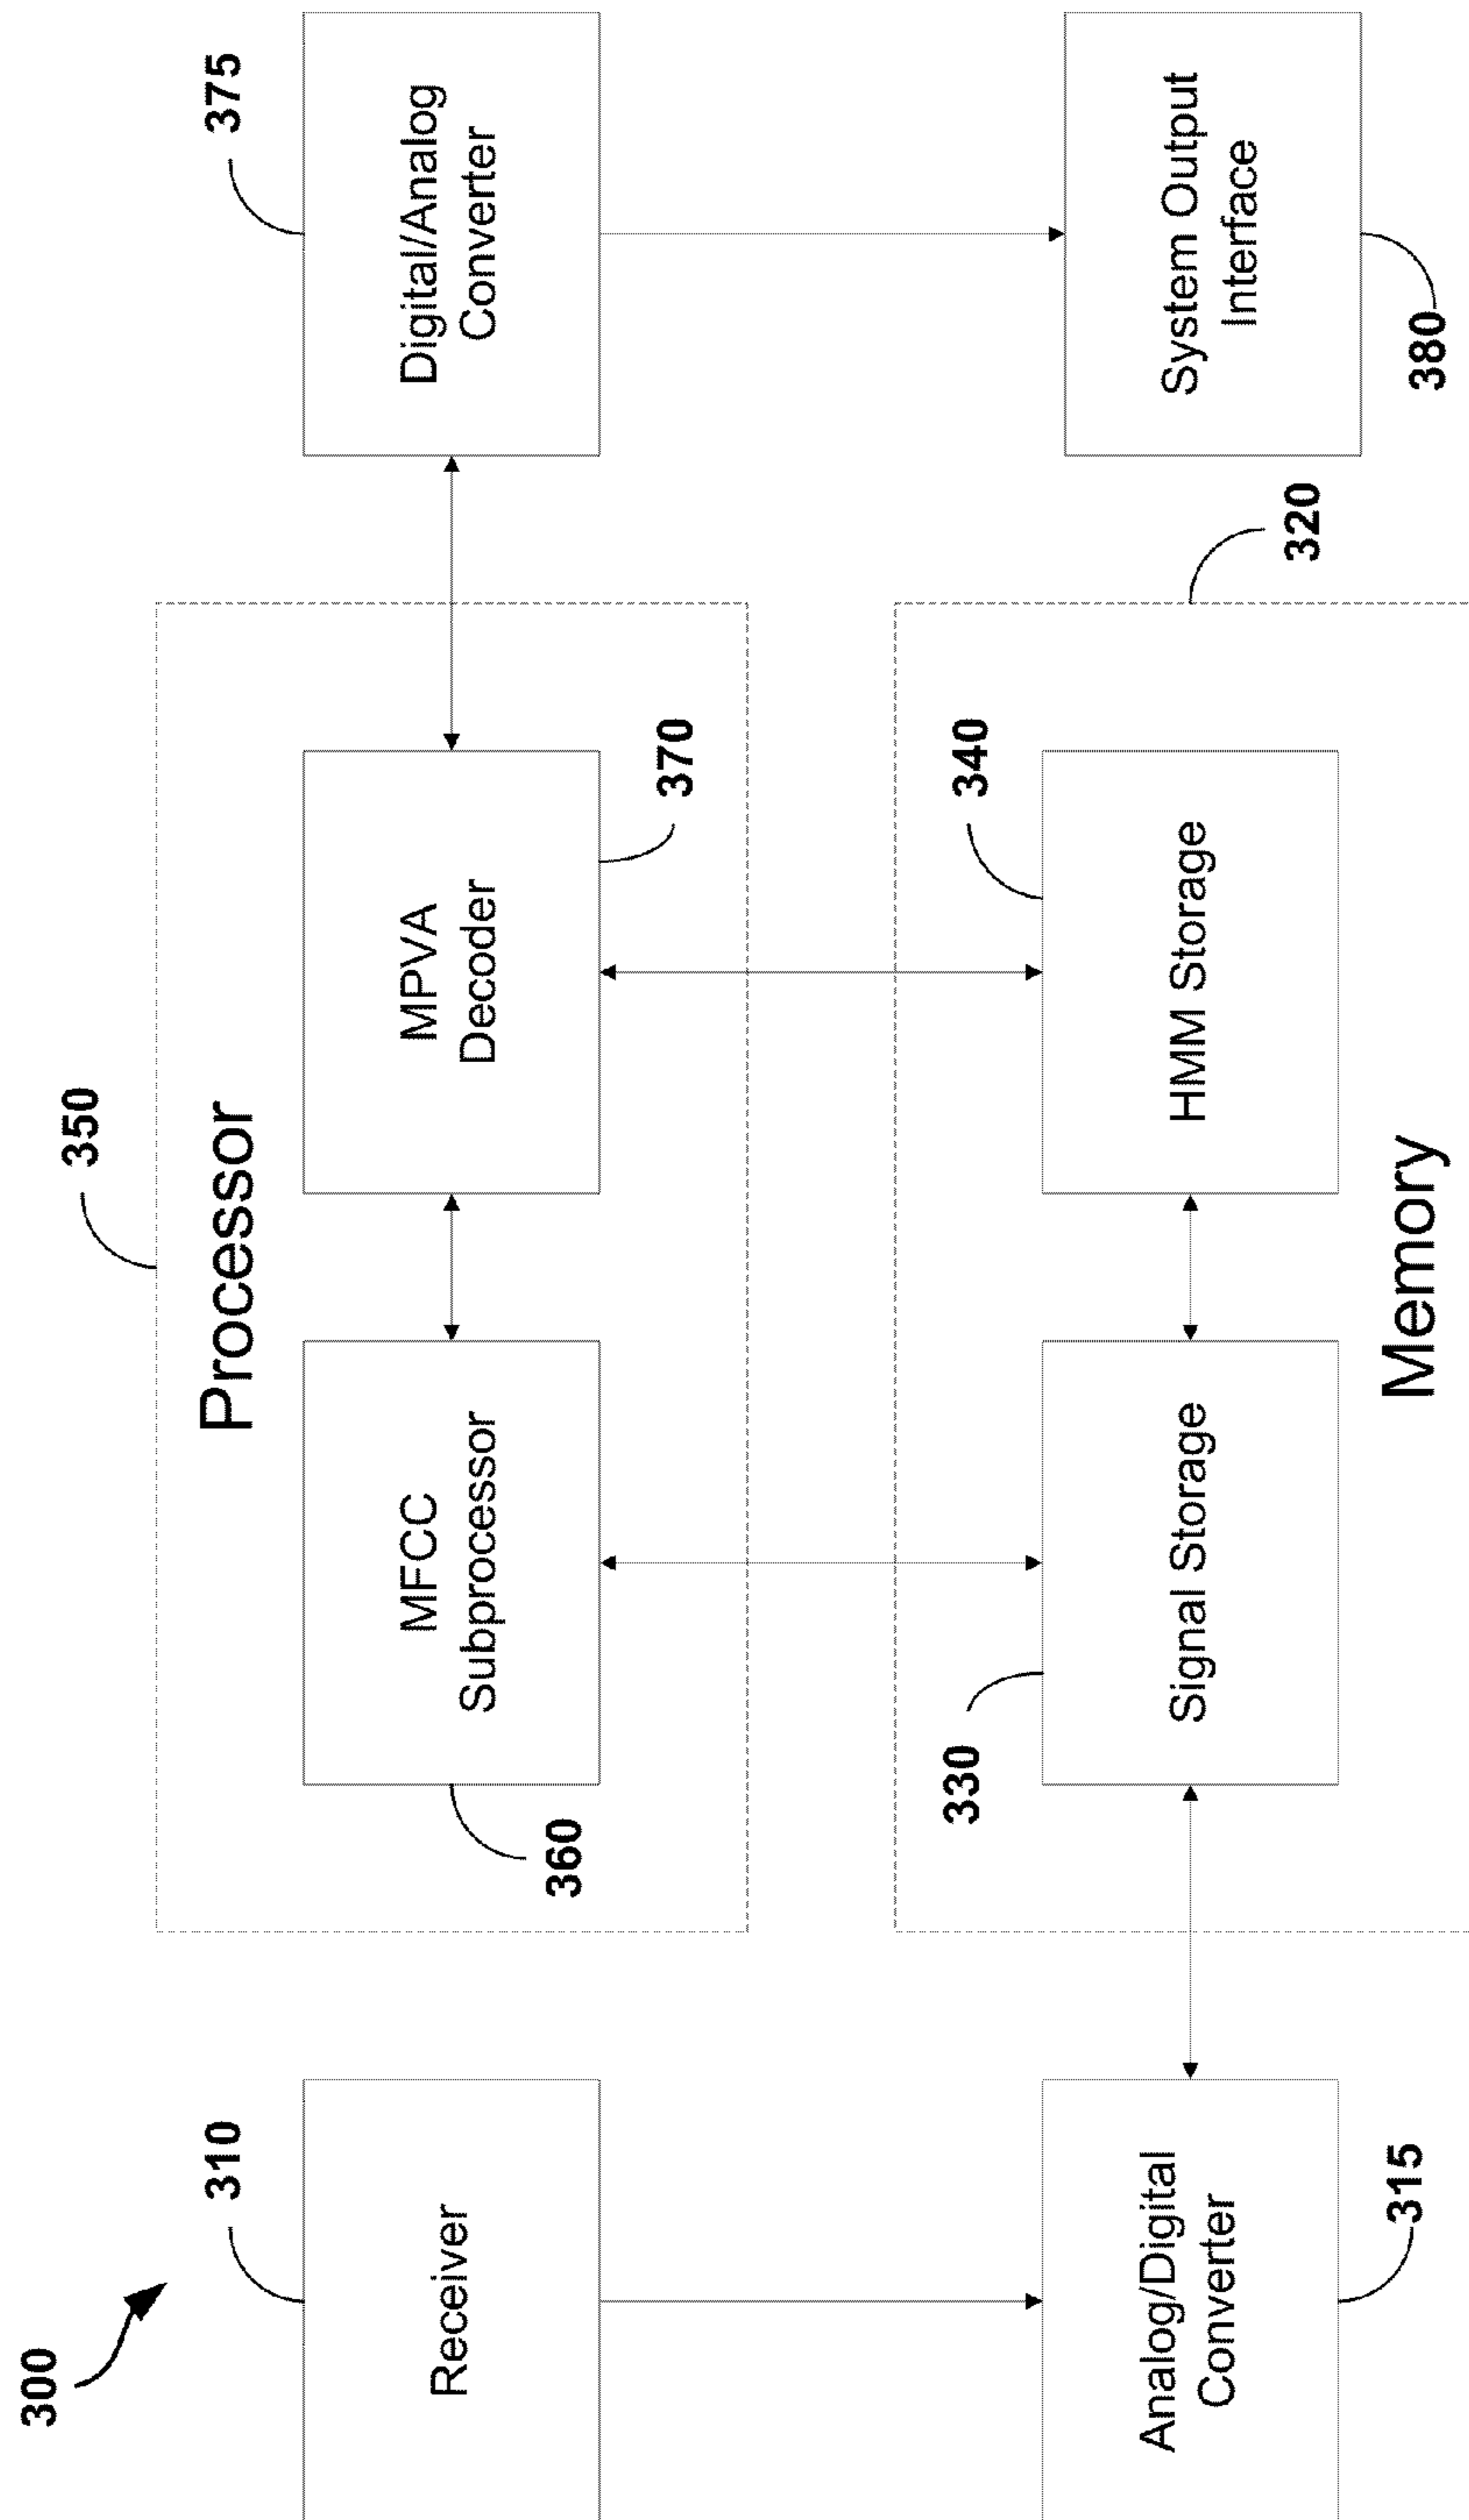 300
310
Receiver
Analog/Digital
Converter
315
350
Processor
MFCC
Subprocessor
360
MPVA
Decoder
370
330
Signal Storage
340
HMM Storage
Memory
320
375
Digital/Analog
Converter
System Output
Interface
380